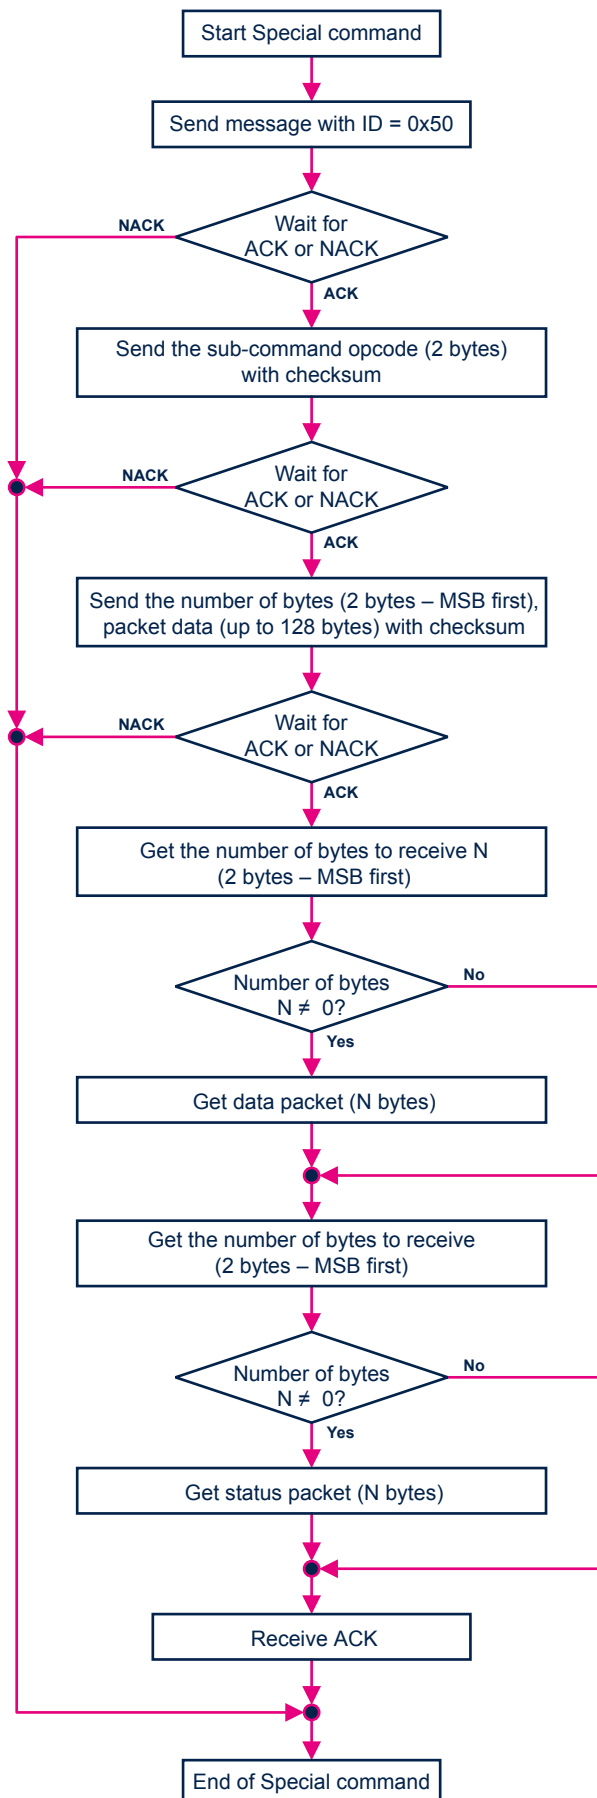 Start Special command
Send message with ID = 0x50
NACK
Wait for
ACK or NACK
ACK
Send the sub-command opcode (2 bytes)
with checksum
NACK
Wait for
ACK or NACK
ACK
Send the number of bytes (2 bytes – MSB first),
packet data (up to 128 bytes) with checksum
NACK
Wait for
ACK or NACK
ACK
Get the number of bytes to receive N
(2 bytes – MSB first)
Number of bytes
N ≠ 0?
No
Yes
Get data packet (N bytes)
Get the number of bytes to receive
(2 bytes – MSB first)
Number of bytes
N ≠ 0?
No
Yes
Get status packet (N bytes)
Receive ACK
End of Special command